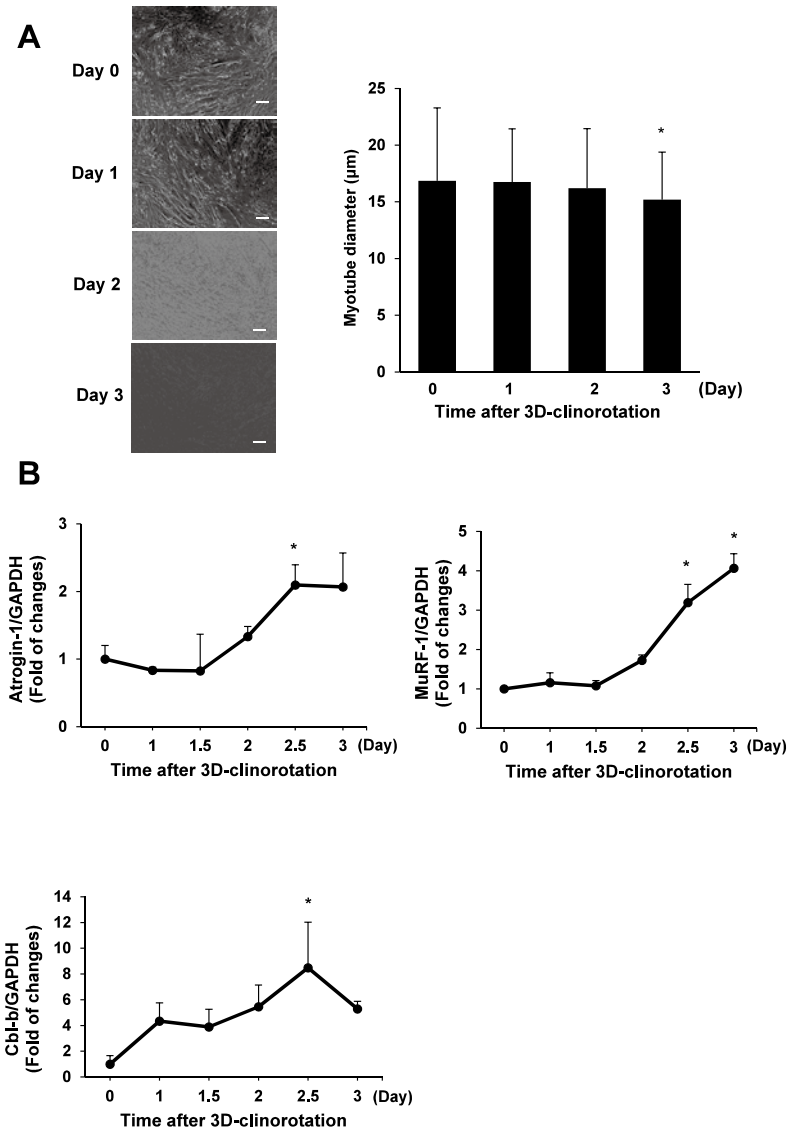 A
Day 0
Day 1
Day 2
Day 3
Myotube diameter (μm)
25
20
15
10
5
0
*
0 1 2 3 (Day)
Time after 3D-clinorotation
B
Atrogin-1/GAPDH
(Fold of changes)
3
2
1
0
*
0 1 1.5 2 2.5 3 (Day)
Time after 3D-clinorotation
MuRF-1/GAPDH
(Fold of changes)
5
4
3
2
1
0
* *
0 1 1.5 2 2.5 3 (Day)
Time after 3D-clinorotation
Cbl-b/GAPDH
(Fold of changes)
14
12
10
8
6
4
2
0
*
0 1 1.5 2 2.5 3 (Day)
Time after 3D-clinorotation